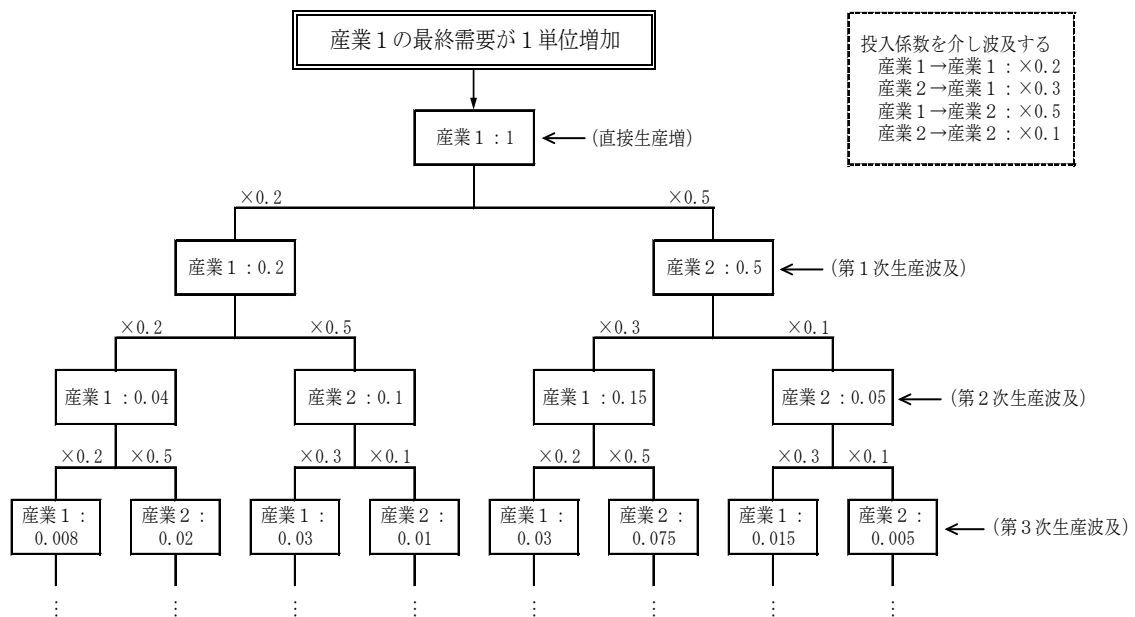 産業１の最終需要が１単位増加
投入係数を介し波及する
産業１→産業１：×0.2
産業２→産業１：×0.3
産業１→産業２：×0.5
産業２→産業２：×0.1
産業１：1
(直接生産増)
×0.2
×0.5
産業１：0.2
産業２：0.5
(第１次生産波及)
×0.2
×0.5
×0.3
×0.1
産業１：0.04
産業２：0.1
産業１：0.15
産業２：0.05
(第２次生産波及)
×0.2
×0.5
×0.3
×0.1
×0.2
×0.5
×0.3
×0.1
産業１：
0.008
産業２：
0.02
産業１：
0.03
産業２：
0.01
産業１：
0.03
産業２：
0.075
産業１：
0.015
産業２：
0.005
(第３次生産波及)
⋮
⋮
⋮
⋮
⋮
⋮
⋮
⋮